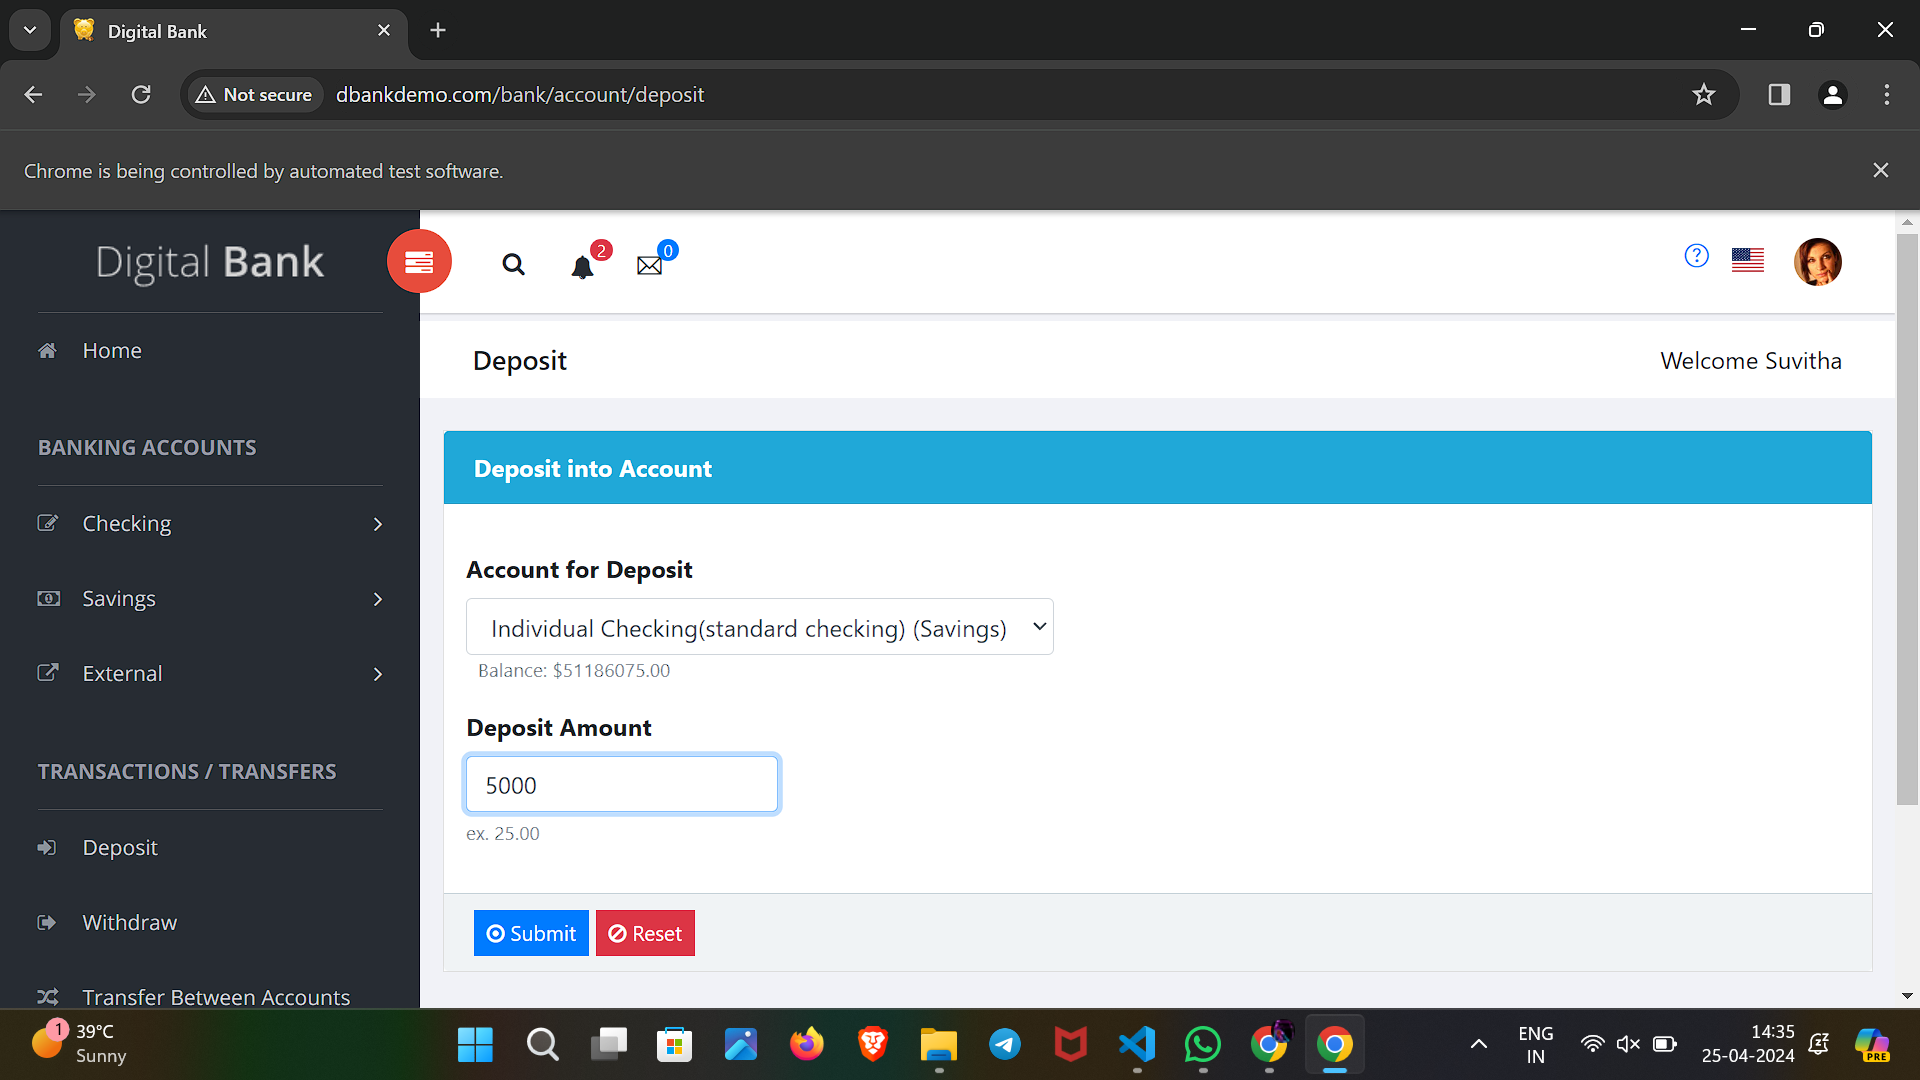 Digital Bank
Not secure
dbankdemo.com/bank/account/deposit
Chrome is being controlled by automated test software.
Digital Bank
2
0
Home
Deposit
Welcome Suvitha
BANKING ACCOUNTS
Checking
Savings
External
Deposit into Account
Account for Deposit
Individual Checking(standard checking) (Savings)
Balance: $51186075.00
Deposit Amount
5000
ex. 25.00
TRANSACTIONS / TRANSFERS
Deposit
Withdraw
Transfer Between Accounts
Submit
Reset
1
39°C
Sunny
ENG
IN
14:35
25-04-2024
PRE